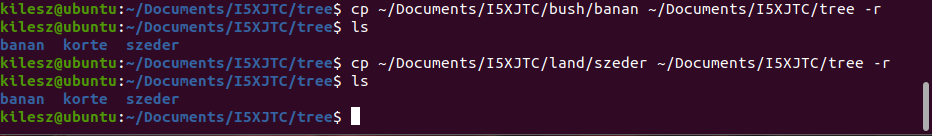 kilesz@ubuntu:~/Documents/I5XJTC/tree$ cp ~/Documents/I5XJTC/bush/banan ~/Documents/I5XJTC/tree -r
kilesz@ubuntu:~/Documents/I5XJTC/tree$ ls
banan  korte  szeder
kilesz@ubuntu:~/Documents/I5XJTC/tree$ cp ~/Documents/I5XJTC/land/szeder ~/Documents/I5XJTC/tree -r
kilesz@ubuntu:~/Documents/I5XJTC/tree$ ls
banan  korte  szeder
kilesz@ubuntu:~/Documents/I5XJTC/tree$